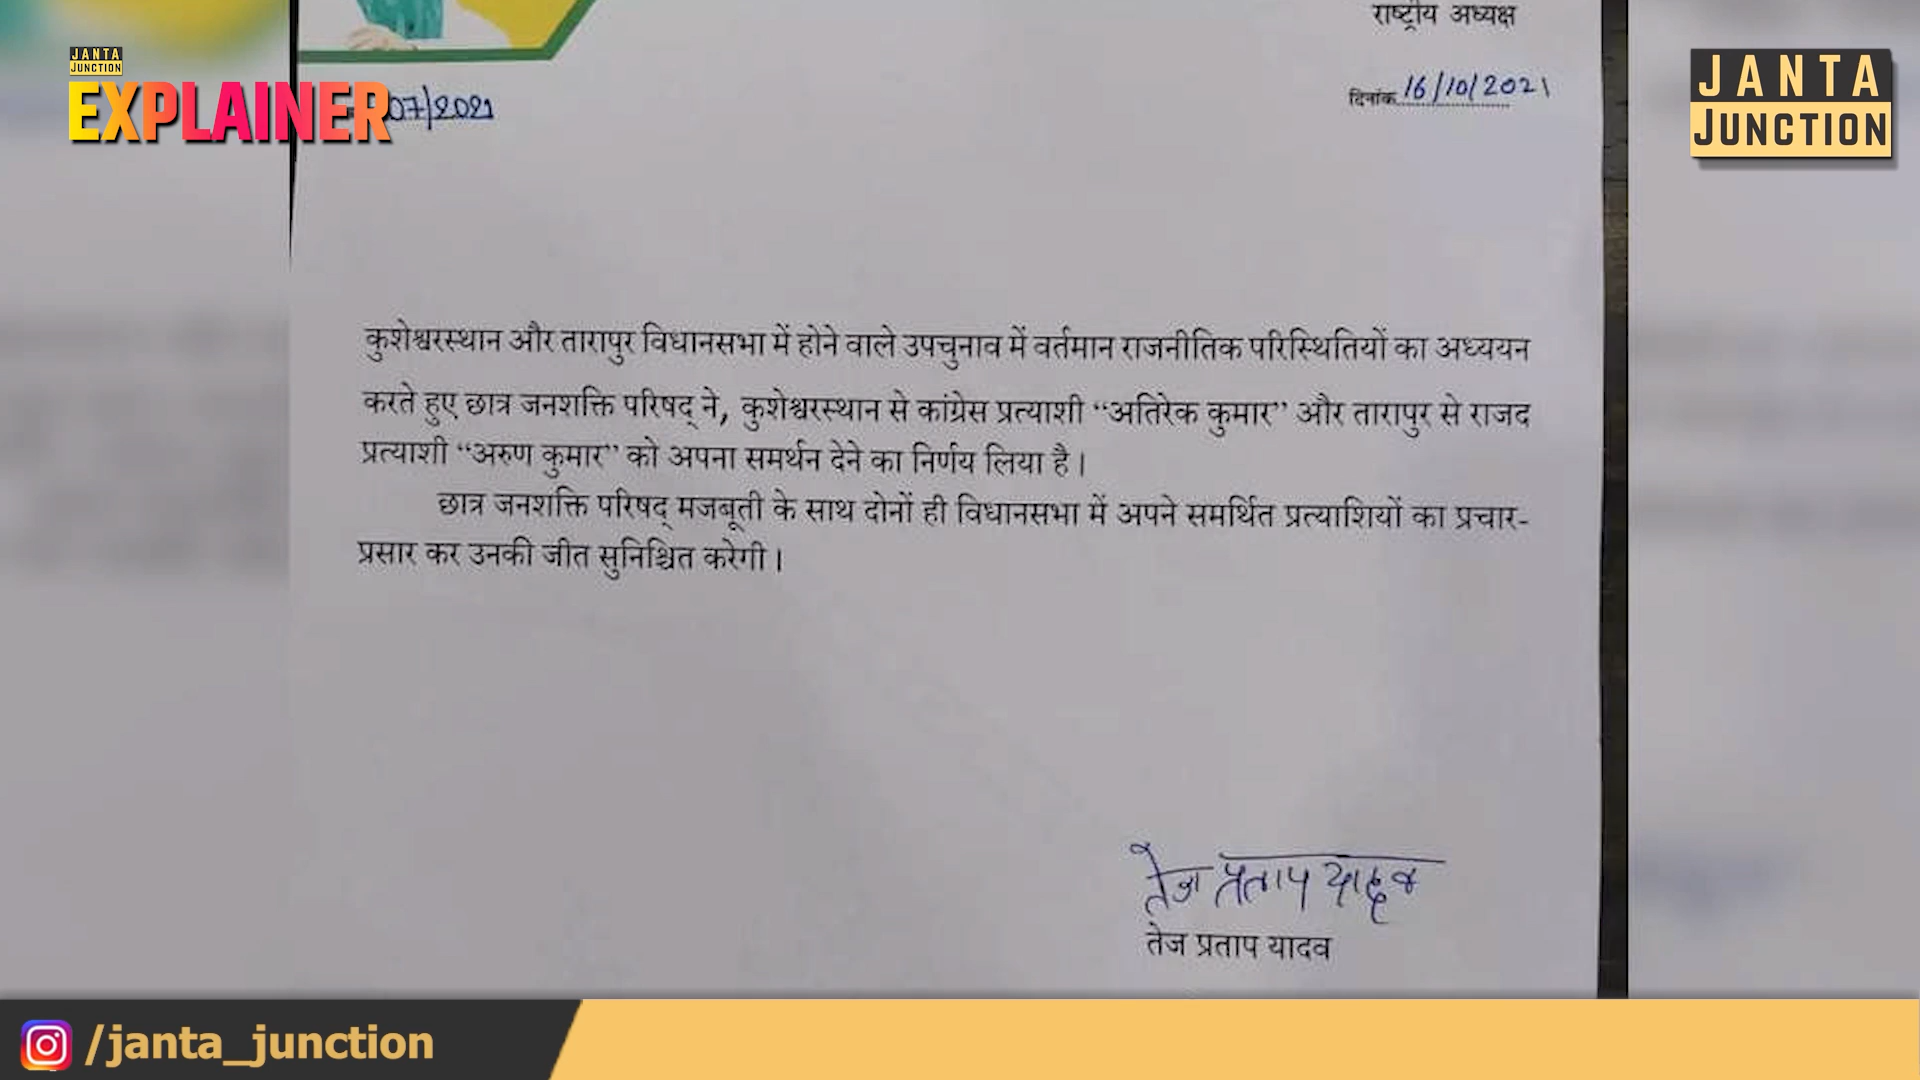 राष्ट्रीय अध्यक्ष
JANTA
JUNCTION
EXPLAINER
07/2021
दिनांक 16/10/2021
JANTA
JUNCTION
कुशेश्वरस्थान और तारापुर विधानसभा में होने वाले उपचुनाव में वर्तमान राजनीतिक परिस्थितियों का अध्ययन
करते हुए छात्र जनशक्ति परिषद् ने, कुशेश्वरस्थान से कांग्रेस प्रत्याशी “अतिरेक कुमार” और तारापुर से राजद
प्रत्याशी “अरुण कुमार” को अपना समर्थन देने का निर्णय लिया है।
छात्र जनशक्ति परिषद् मजबूती के साथ दोनों ही विधानसभा में अपने समर्थित प्रत्याशियों का प्रचार-
प्रसार कर उनकी जीत सुनिश्चित करेगी।
तेज प्रताप यादव
तेज प्रताप यादव
/janta_junction